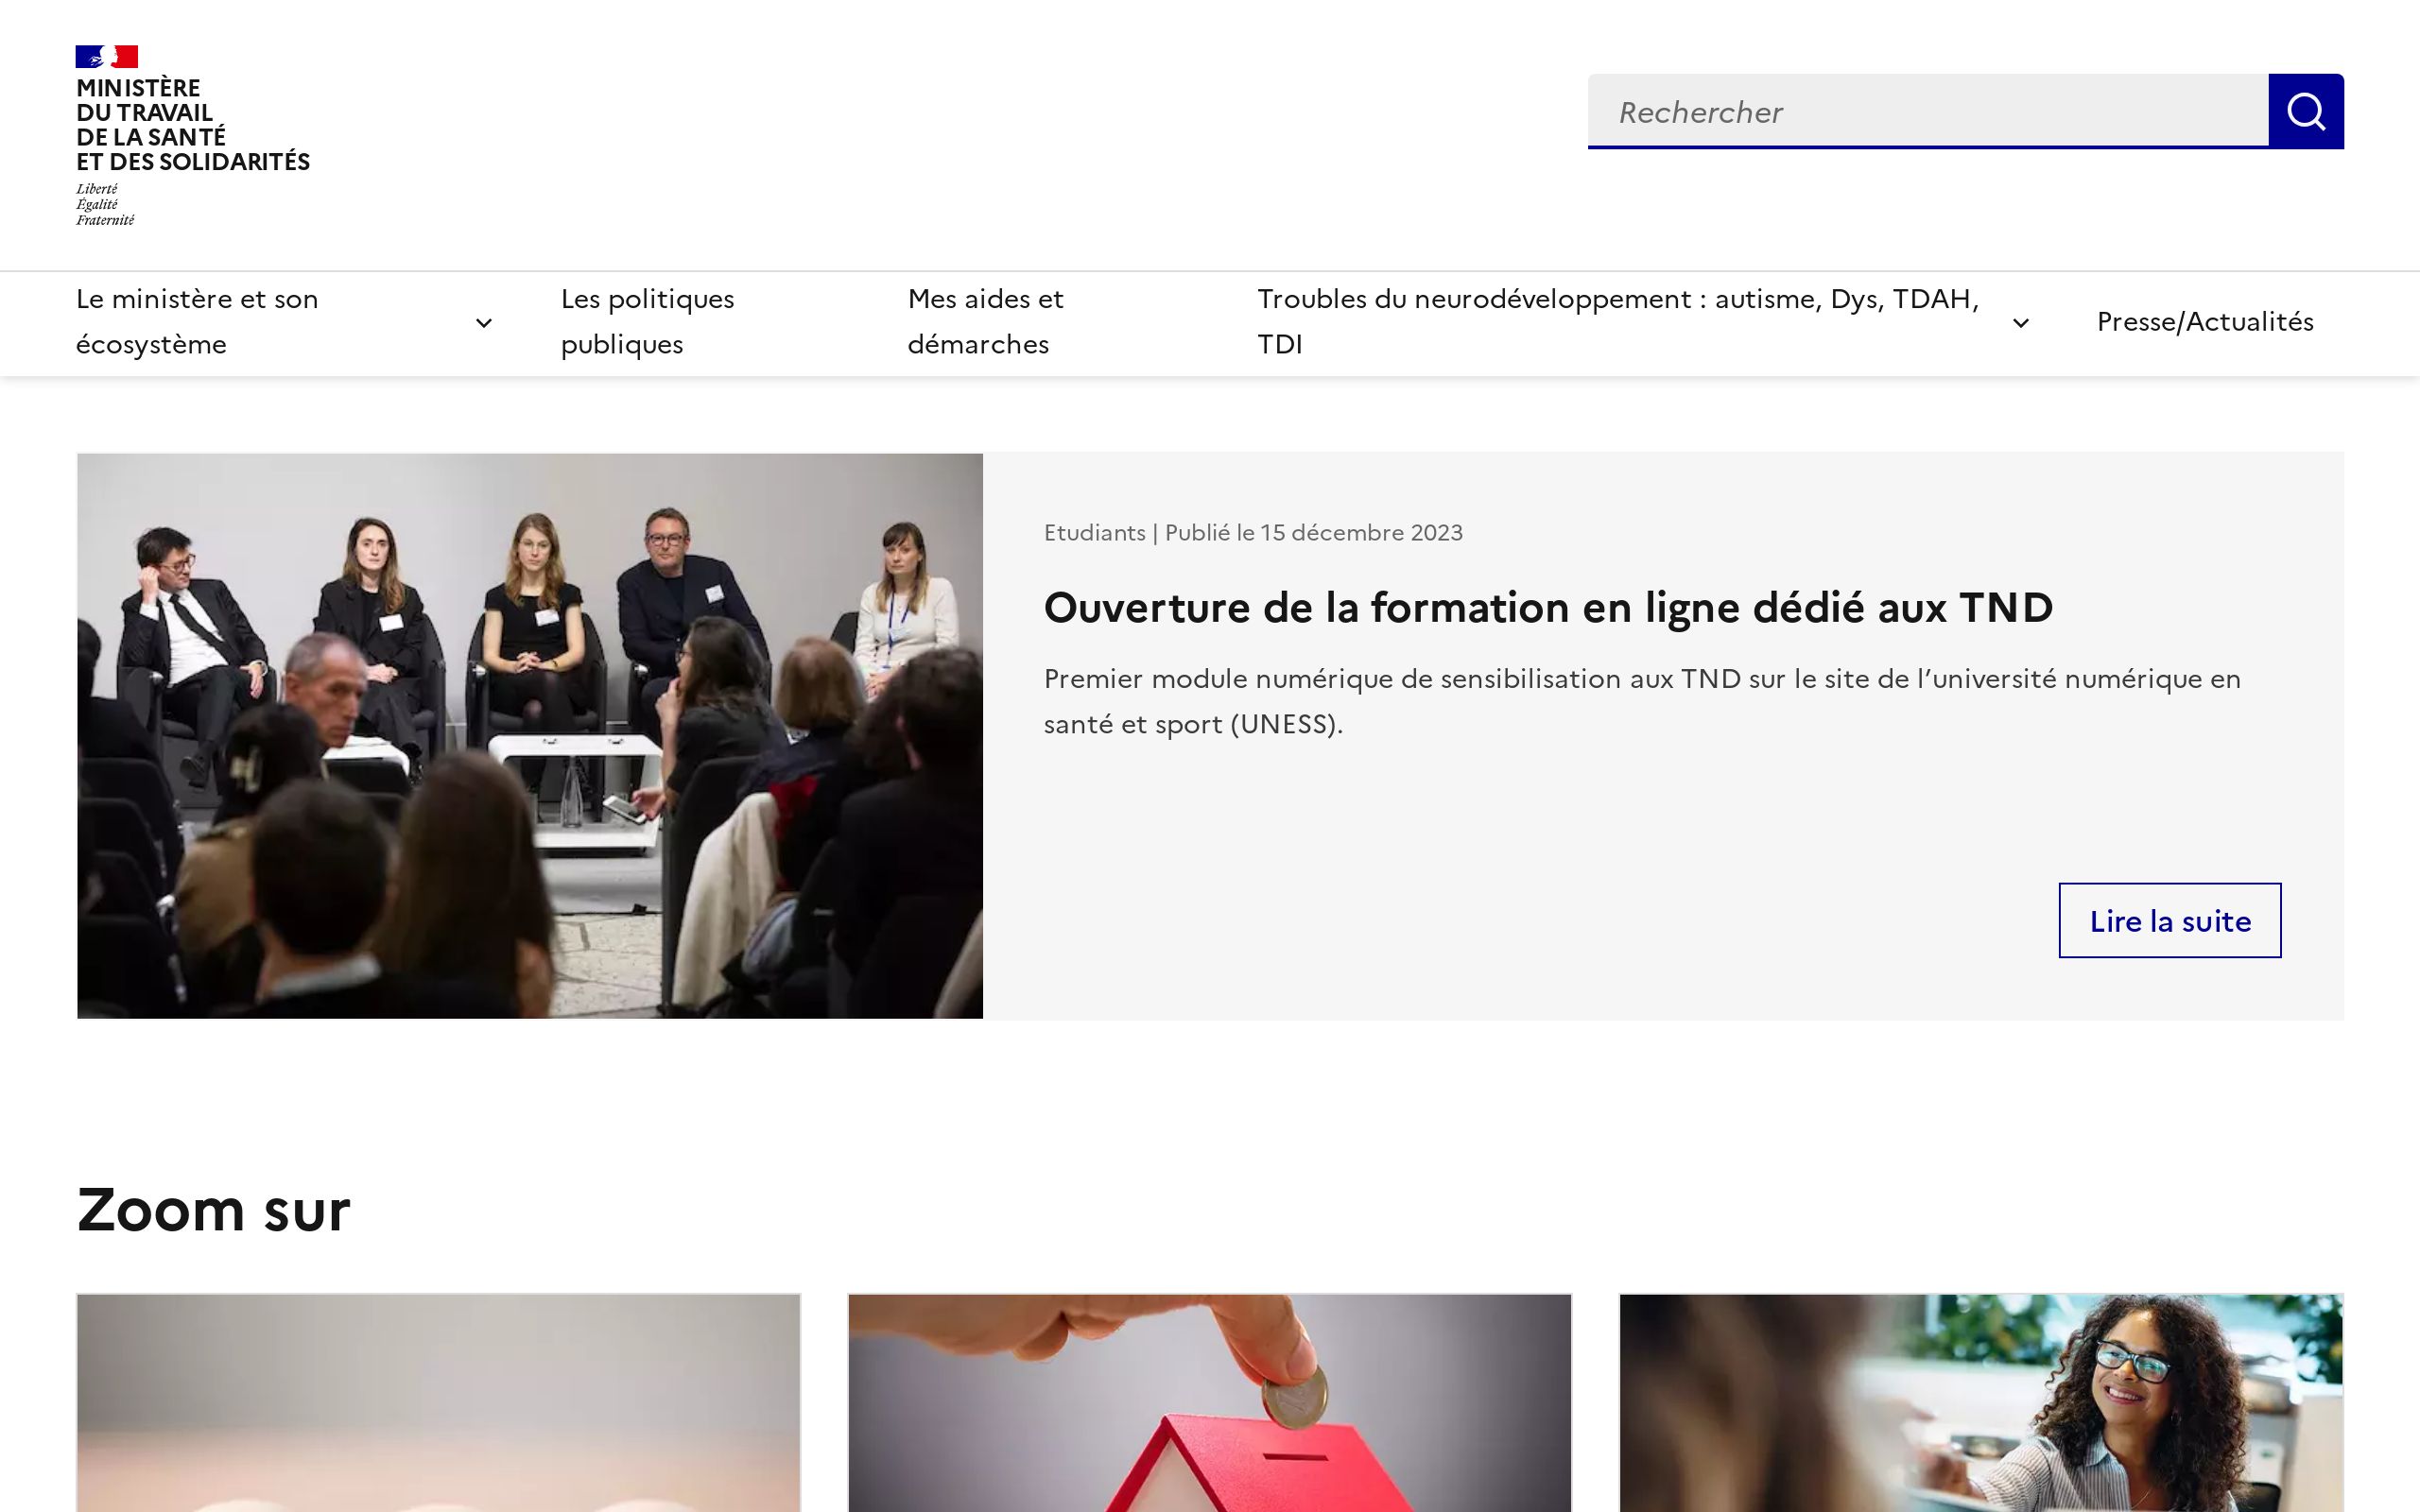 MINISTÈRE
DU TRAVAIL
DE LA SANTÉ
ET DES SOLIDARITÉS
Liberté
Égalité
Fraternité
Rechercher
Le ministère et son
écosystème
Les politiques
publiques
Mes aides et
démarches
Troubles du neurodéveloppement : autisme, Dys, TDAH,
TDI
Presse/Actualités
Etudiants | Publié le 15 décembre 2023
Ouverture de la formation en ligne dédié aux TND
Premier module numérique de sensibilisation aux TND sur le site de l’université numérique en
santé et sport (UNESS).
Lire la suite
Zoom sur